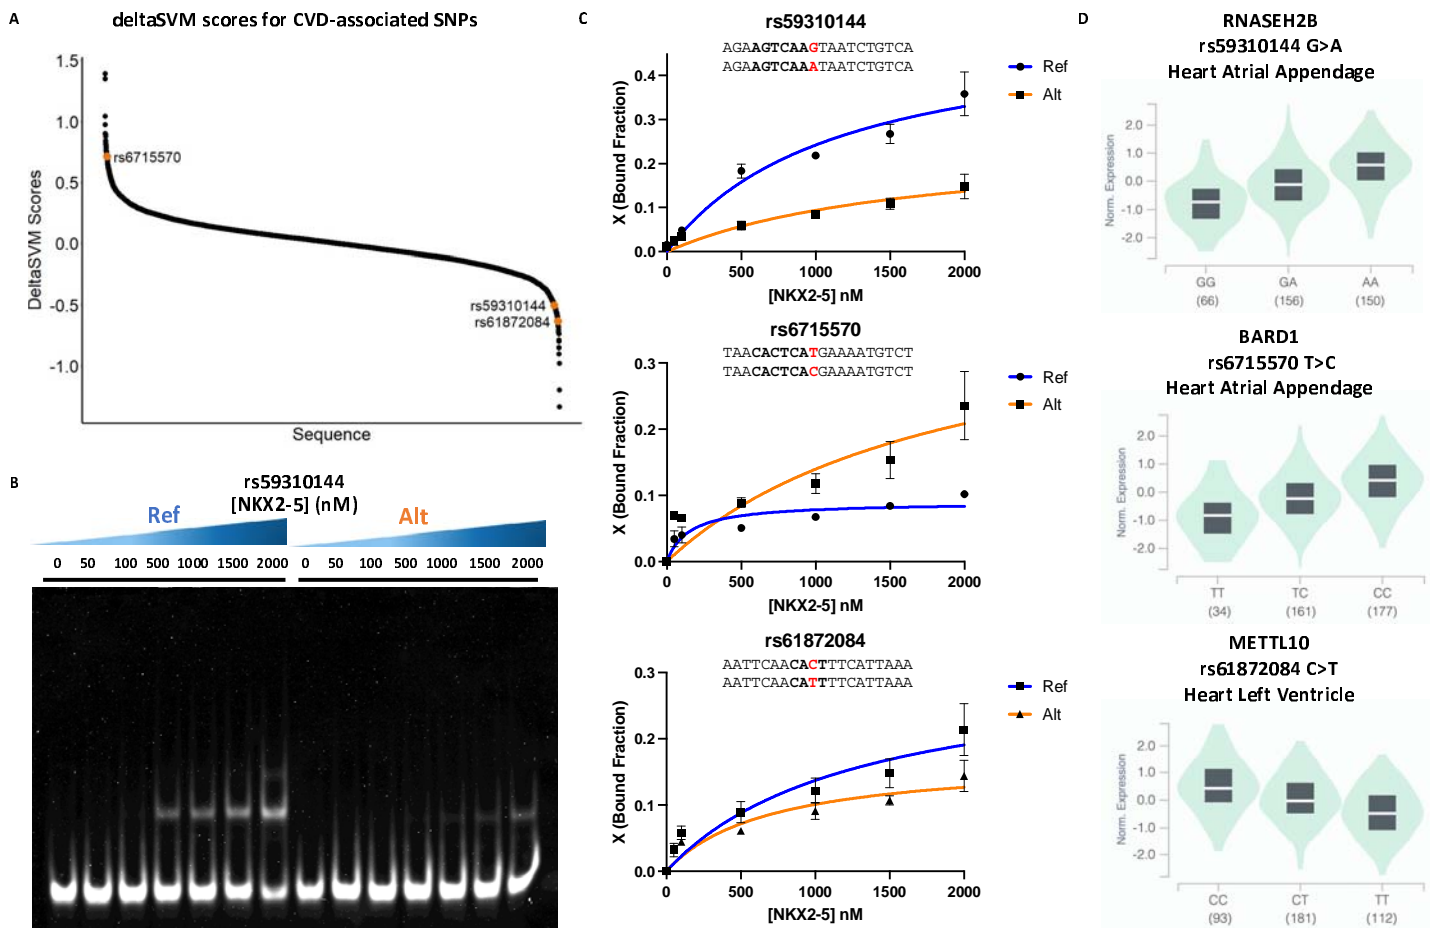 A
deltaSVM scores for CVD-associated SNPs
1.5
1.0
0.5
0.0
-0.5
-1.0
DeltaSVM Scores
rs6715570
rs59310144
rs61872084
Sequence
B
rs59310144
[NKX2-5] (nM)
Ref
Alt
0 50 100 500 1000 1500 2000 0 50 100 500 1000 1500 2000
C
rs59310144
AGAAGTCAAGTAATCTGTCA
AGAAGTCAAATAATCTGTCA
Ref
Alt
0.4
0.3
0.2
0.1
0.0
X (Bound Fraction)
0 500 1000 1500 2000
[NKX2-5] nM
rs6715570
TAACACTCATGAAAATGTCT
TAACACTCACGAAAATGTCT
Ref
Alt
0.3
0.2
0.1
0.0
X (Bound Fraction)
0 500 1000 1500 2000
[NKX2-5] nM
rs61872084
AATTCAACACTTTCATTAAA
AATTCAACATTTTCATTAAA
Ref
Alt
0.3
0.2
0.1
0.0
X (Bound Fraction)
0 500 1000 1500 2000
[NKX2-5] nM
D
RNASEH2B
rs59310144 G>A
Heart Atrial Appendage
2.0
1.0
0.0
-1.0
-2.0
Norm. Expression
GG GA AA
(66) (156) (150)
BARD1
rs6715570 T>C
Heart Atrial Appendage
2.0
1.0
0.0
-1.0
-2.0
Norm. Expression
TT TC CC
(34) (161) (177)
METTL10
rs61872084 C>T
Heart Left Ventricle
2.0
1.0
0.0
-1.0
-2.0
Norm. Expression
CC CT TT
(93) (181) (112)